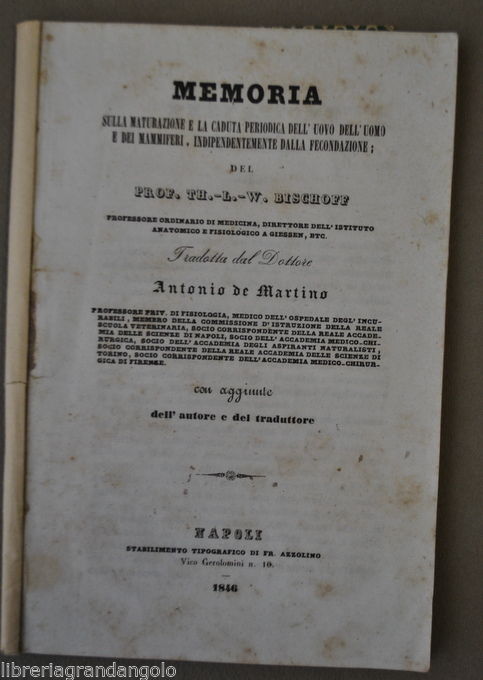 MEMORIA
SULLA MATURAZIONE E LA CADUTA PERIODICA DELL' UOVO DELL' UOMO
E DEI MAMMIFERI, INDIPENDENTEMENTE DALLA FECONDAZIONE;
DEL
PROF. TH.-L.-W. BISCHOFF
PROFESSORE ORDINARIO DI MEDICINA, DIRETTORE DELL' ISTITUTO
ANATOMICO E FISIOLOGICO A GIESSEN, ETC.
Tradotta dal Dottore
Antonio de Martino
PROFESSORE PRIV. DI FISIOLOGIA, MEDICO DELL' OSPEDALE DEGL' INCU-
RABILI, MEMBRO DELLA COMMISSIONE D' ISTRUZIONE DELLA REALE
SCUOLA VETERINARIA, SOCIO CORRISPONDENTE DELLA REALE ACCADE-
MIA DELLE SCIENZE DI NAPOLI, SOCIO DELL' ACCADEMIA MEDICO-CHI-
RURGICA, SOCIO DELL' ACCADEMIA DEGLI ASPIRANTI NATURALISTI,
SOCIO CORRISPONDENTE DELLA REALE ACCADEMIA DELLE SCIENZE DI
TORINO, SOCIO CORRISPONDENTE DELL' ACCADEMIA MEDICO-CHIRUR-
GICA DI FIRENZE.
con aggiunte
dell' autore e del traduttore
NAPOLI
STABILIMENTO TIPOGRAFICO DI FR. AZZOLINO
Vico Gerolomini n. 10.
1846
libreriagrandangolo